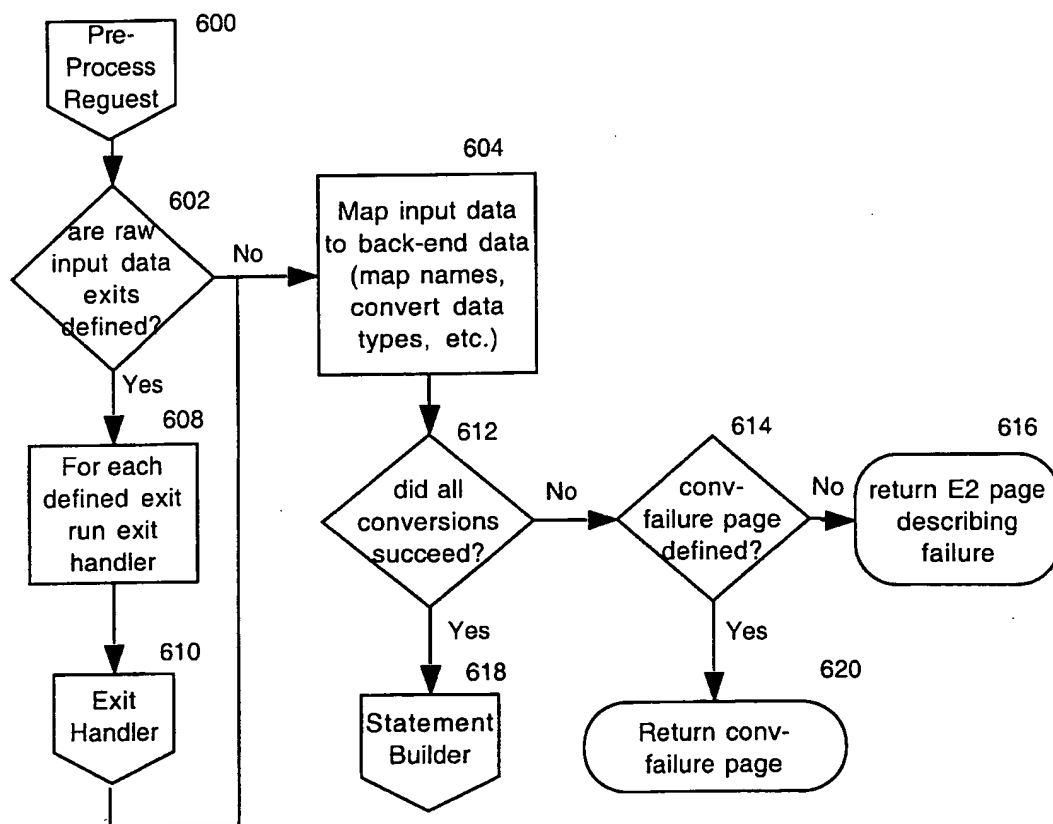 600
Pre-
Process
Reguest
602
are raw
input data
exits
defined?
No
Yes
604
Map input data
to back-end data
(map names,
convert data
types, etc.)
608
For each
defined exit
run exit
handler
610
Exit
Handler
612
did all
conversions
succeed?
No
Yes
614
conv-
failure page
defined?
No
Yes
616
return E2 page
describing
failure
618
Statement
Builder
620
Return conv-
failure page